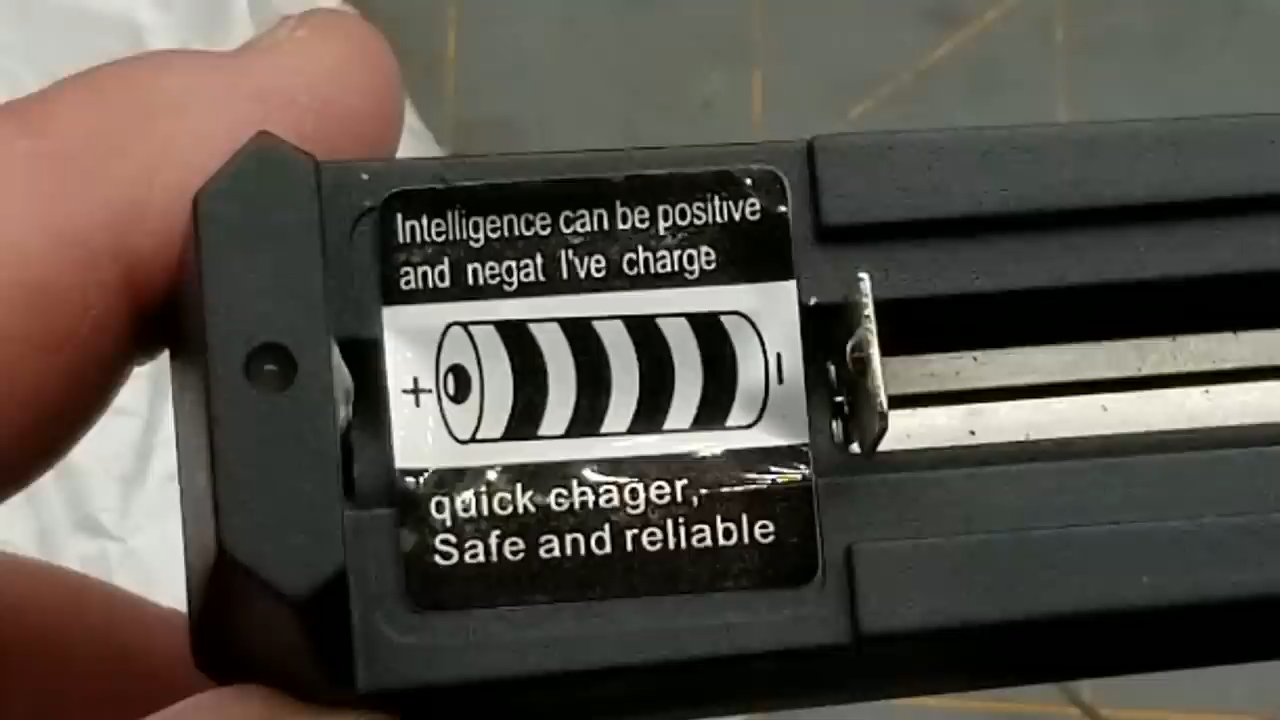 Intelligence can be positive
and negat I've charge
+ -
quick chager,
Safe and reliable